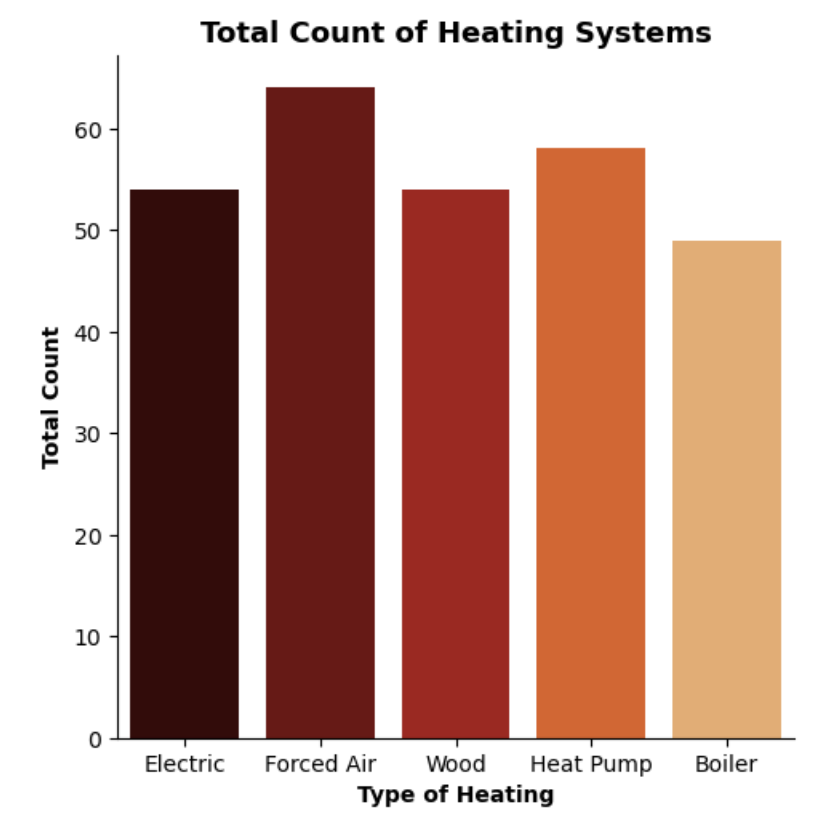 Total Count of Heating Systems
Total Count
60
50
40
30
20
10
0
Electric Forced Air Wood Heat Pump Boiler
Type of Heating